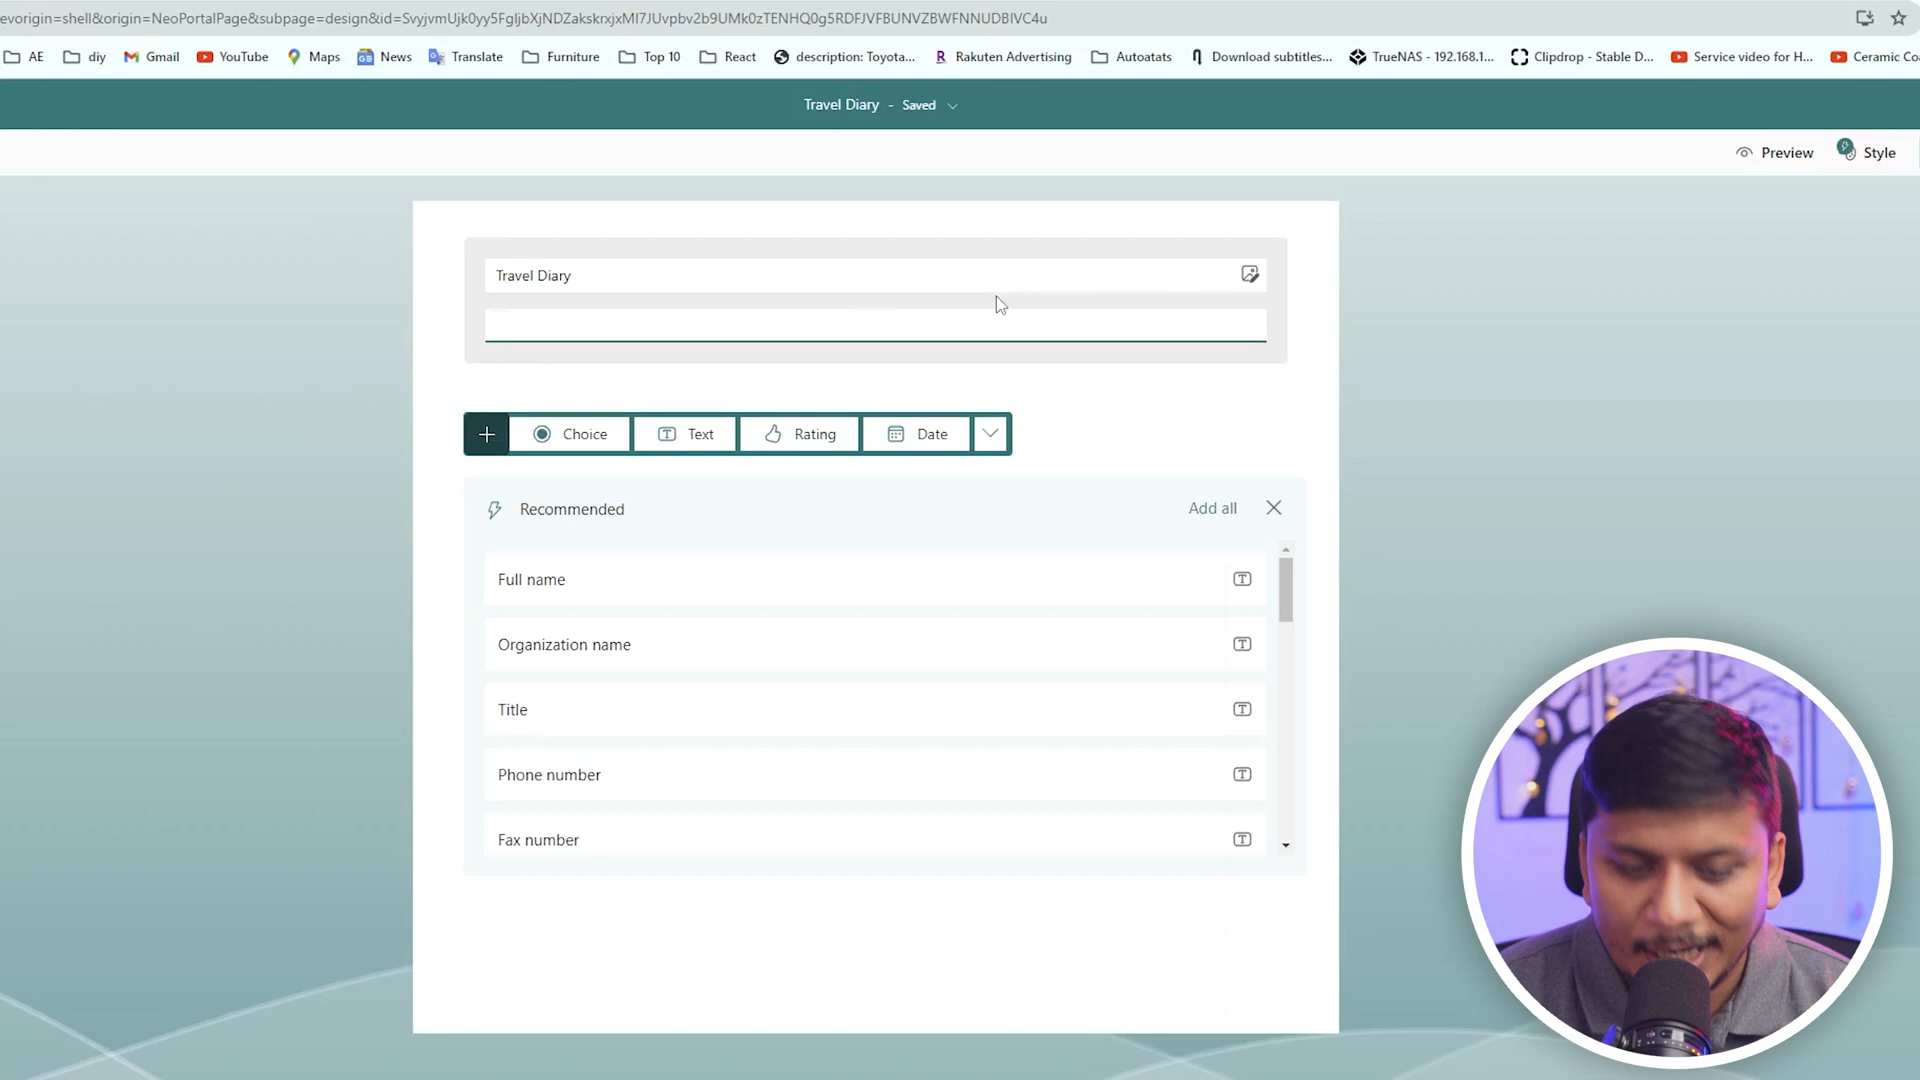 evorigin=shell&origin=NeoPortalPage&subpage=design&id=SvyjvmUjk0yy5FgljbXjNDZakskrxjxMI7JUvpbv2b9UMk0zTENHQ0g5RDFJVFBUNVZBWFNNUDBIVC4u
AE diy Gmail YouTube Maps News Translate Furniture Top 10 React description: Toyota... Rakuten Advertising Autoatats Download subtitles... TrueNAS - 192.168.1... Clipdrop - Stable D... Service video for H... Ceramic Co
Travel Diary - Saved
Preview Style
Travel Diary
Choice Text Rating Date
Recommended Add all
Full name
Organization name
Title
Phone number
Fax number